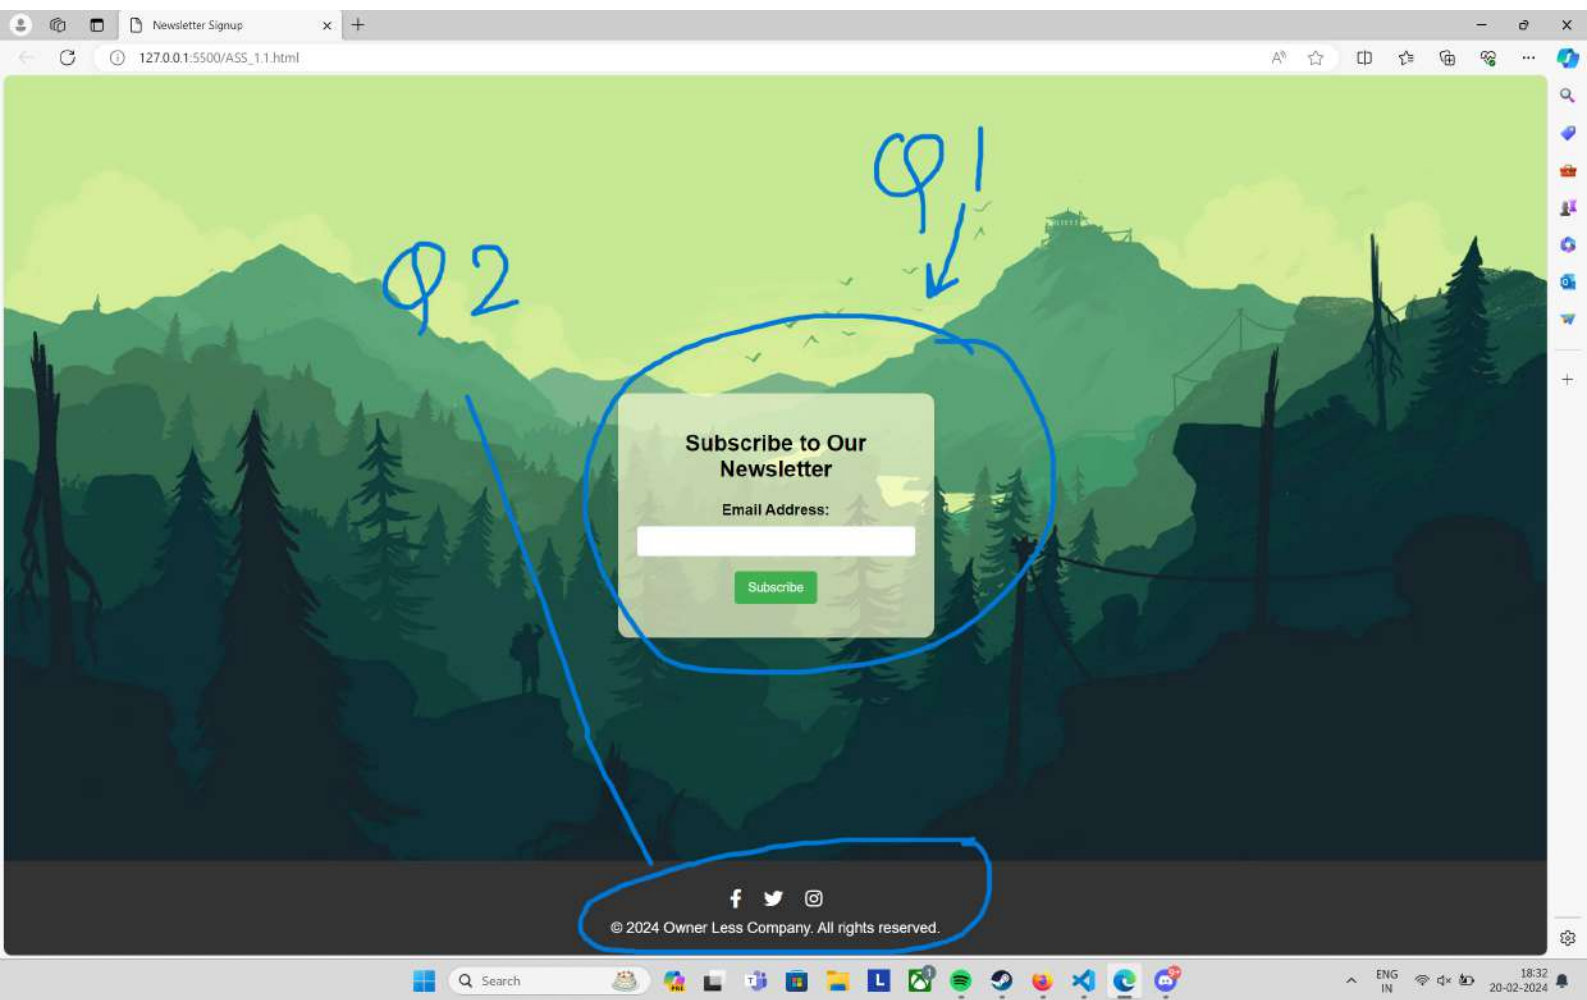 Newsletter Signup
127.0.0.1:5500/ASS_1.1.html
Q1
Q2
Subscribe to Our
Newsletter
Email Address:
Subscribe
© 2024 Owner Less Company. All rights reserved.
Search
ENG
IN
18:32
20-02-2024